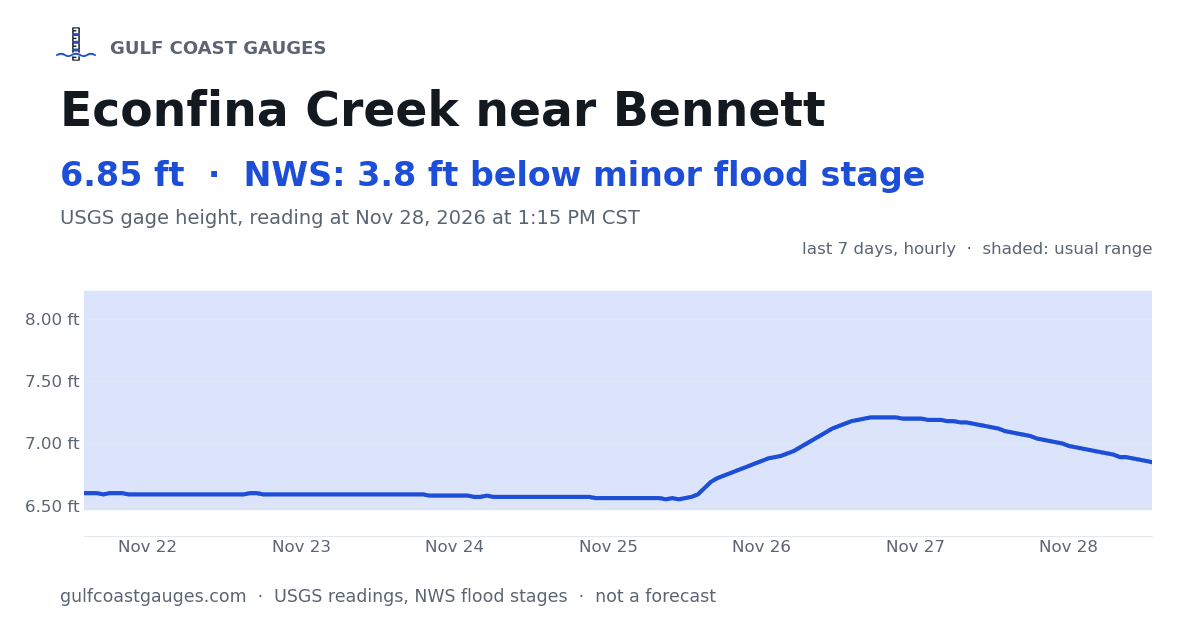 GULF COAST GAUGES
Econfina Creek near Bennett
6.85 ft · NWS: 3.8 ft below minor flood stage
USGS gage height, reading at Nov 28, 2026 at 1:15 PM CST
last 7 days, hourly · shaded: usual range
8.00 ft
7.50 ft
7.00 ft
6.50 ft
Nov 22 Nov 23 Nov 24 Nov 25 Nov 26 Nov 27 Nov 28
gulfcoastgauges.com · USGS readings, NWS flood stages · not a forecast